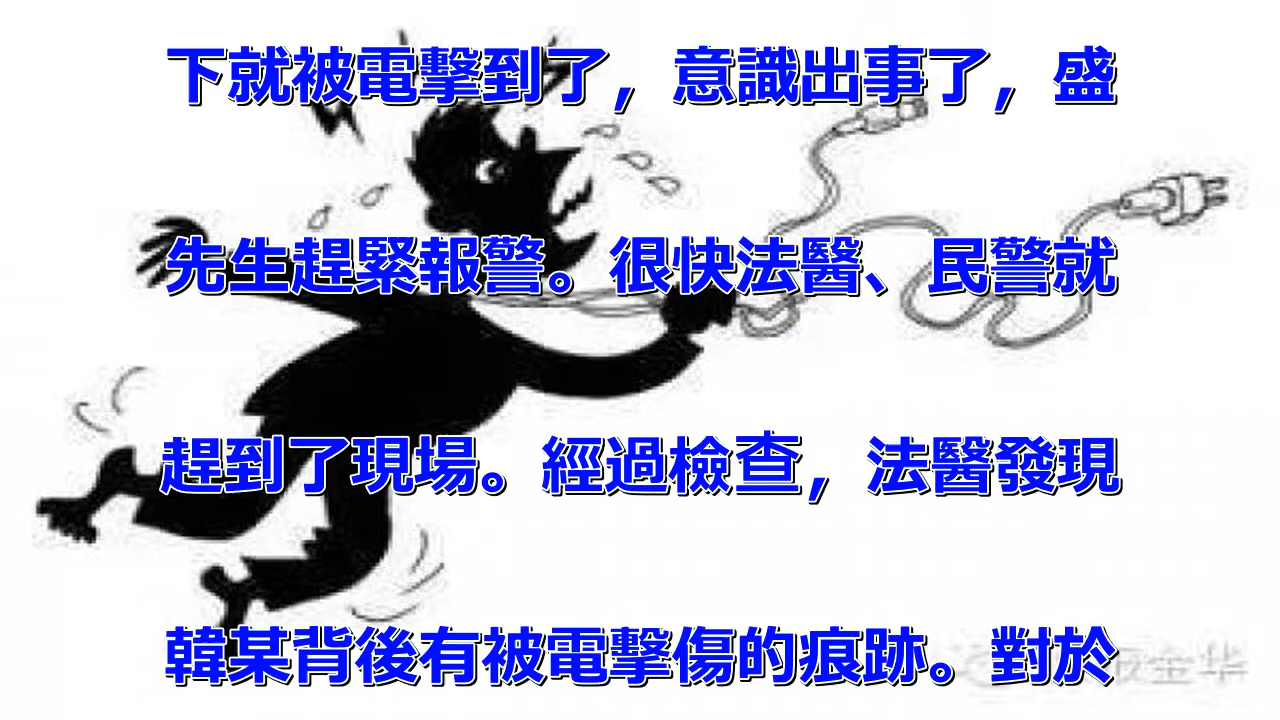 下就被電擊到了，意識出事了，盛
先生趕緊報警。很快法醫、民警就
趕到了現場。經過檢查，法醫發現
韓某背後有被電擊傷的痕跡。對於
金华